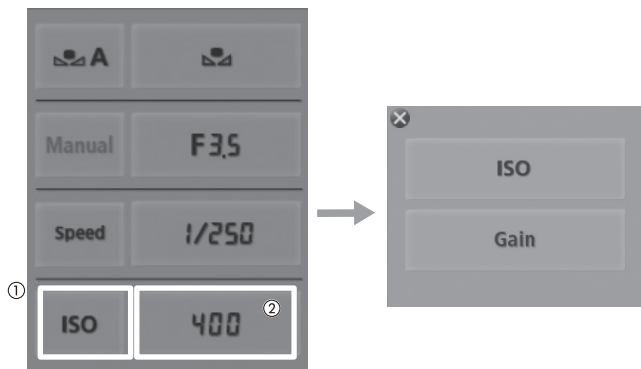 A
Manual
F3.5
Speed
1/250
①
ISO
400
②
ISO
Gain